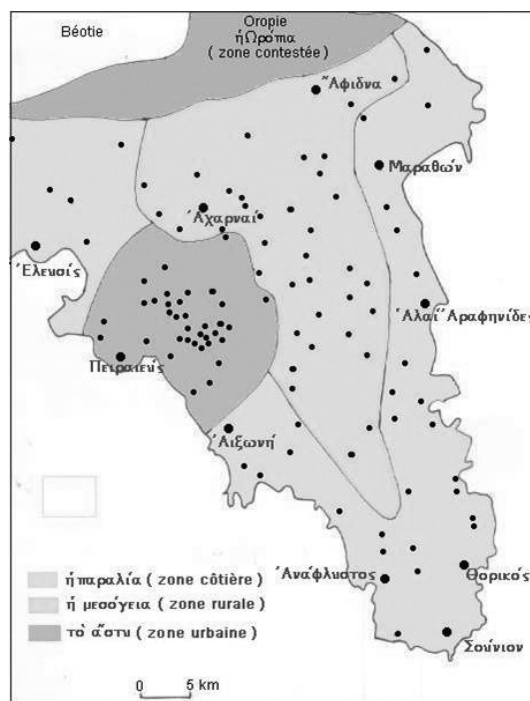 Oropie
ἡ Ὠρόπια
( zone contestée )
Béotie
Ἄφιδνα
Μαραθών
Ἀχαρναί
Ἐλευσίς
Ἁλαί Ἀραφηνίδες
Πειραιεύς
Αἰξωνή
ἡ παραλία ( zone côtière )
ἡ μεσόγεια ( zone rurale )
τὸ ἄστυ ( zone urbaine )
Ἀνάφλυστος
Θορικός
Σούνιον
0 5 km